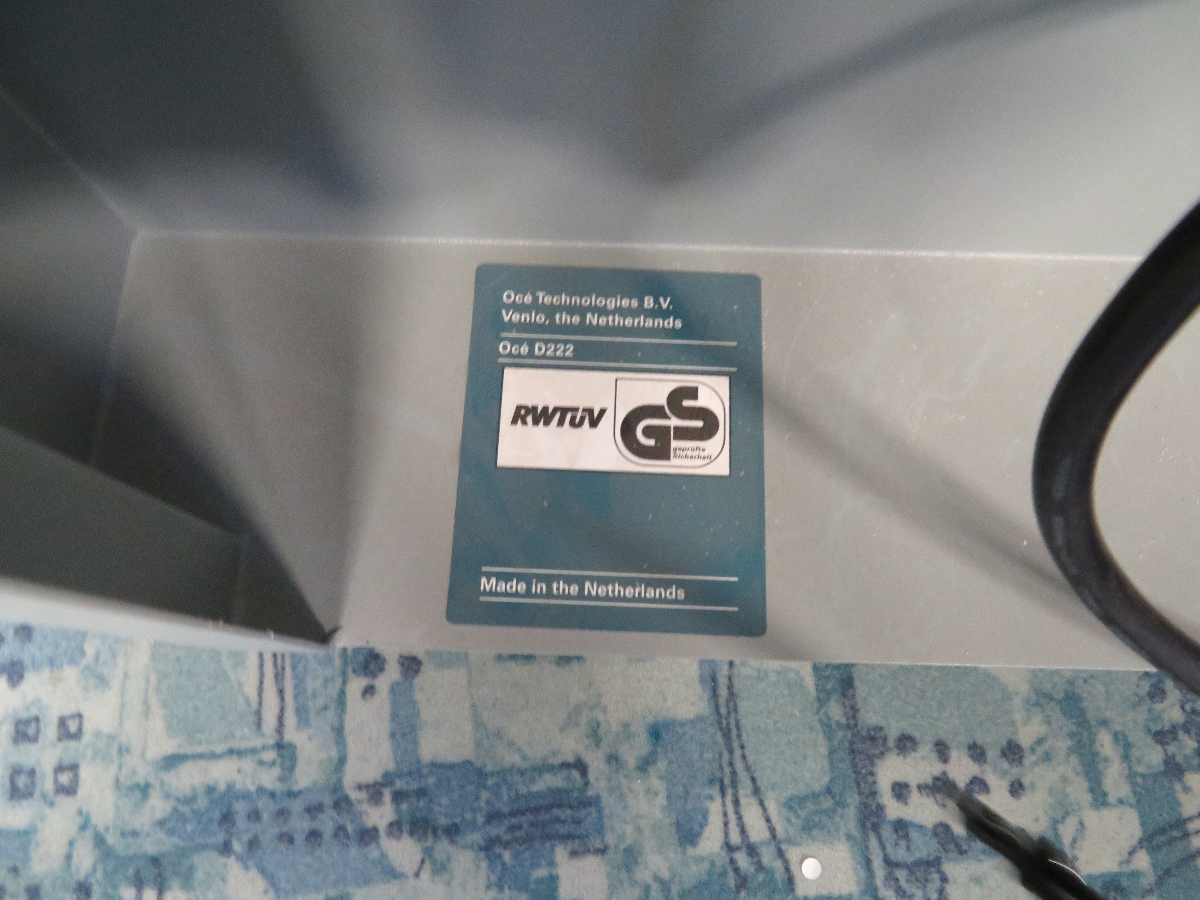 Océ Technologies B.V.
Venlo, the Netherlands
Océ D222
RWTÜV
GS
geprüfte
Sicherheit
Made in the Netherlands